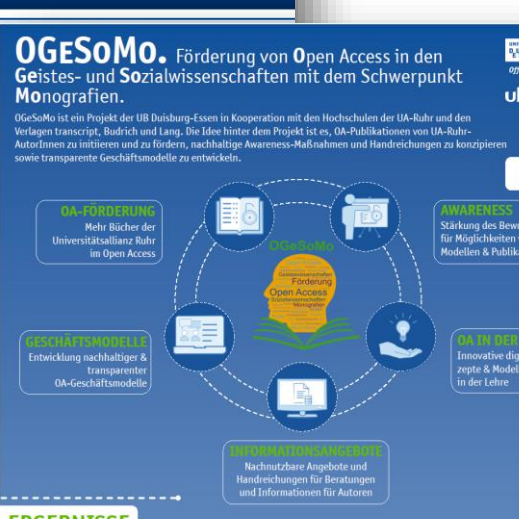 OGeSoMo. Förderung von Open Access in den
Geistes- und Sozialwissenschaften mit dem Schwerpunkt
Monografien.
OGeSoMo ist ein Projekt der UB Duisburg-Essen in Kooperation mit den Hochschulen der UA-Ruhr und den
Verlagen transcript, Budrich und Lang. Die Idee hinter dem Projekt ist es, OA-Publikationen von UA-Ruhr-
AutorInnen zu initiieren und zu fördern, nachhaltige Awareness-Maßnahmen und Handreichungen zu konzipieren
sowie transparente Geschäftsmodelle zu entwickeln.
OA-FÖRDERUNG
Mehr Bücher der
Universitätsallianz Ruhr
im Open Access
AWARENESS
Stärkung des Bew
für Möglichkeiten
Modellen & Publik
OGeSoMo
Geisteswissenschaften
Förderung
Open Access
Sozialwissenschaften
Monografien
GESCHÄFTSMODELLE
Entwicklung nachhaltiger &
transparenter
OA-Geschäftsmodelle
OA IN DER
Innovative dig
zepte & Model
in der Lehre
INFORMATIONSANGEBOTE
Nachnutzbare Angebote und
Handreichungen für Beratungen
und Informationen für Autoren
ERGEBNISSE